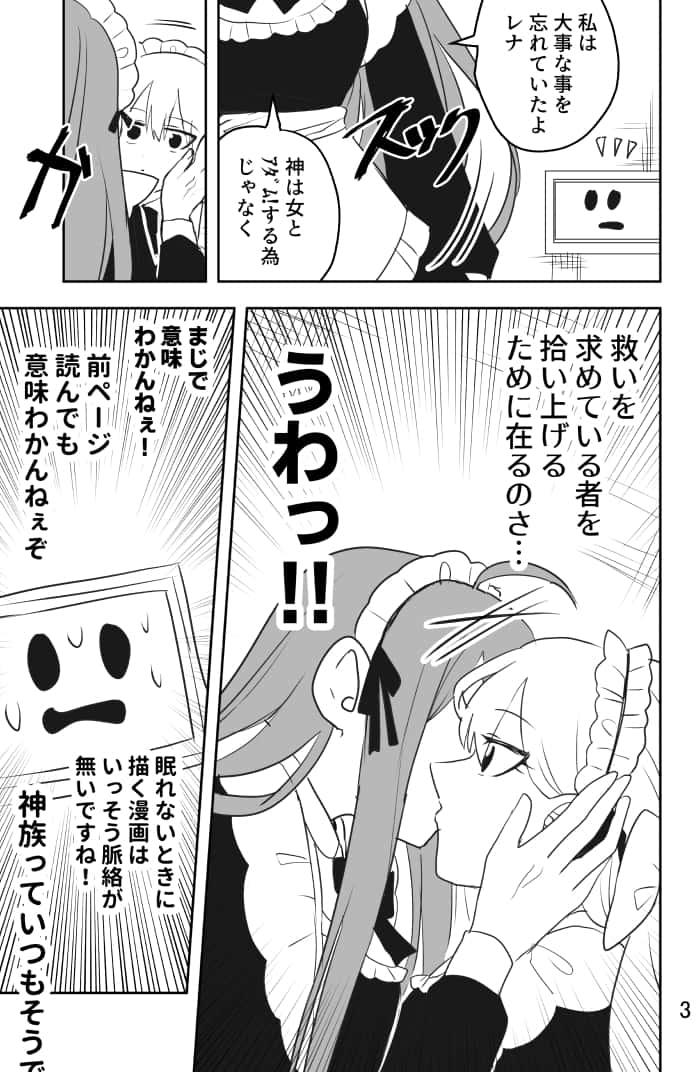 私は
大事な事を
忘れていたよ
レナ
ズズッ
神は女と
ｱﾀﾞﾑ!する為
じゃなく
ガッ
救いを
求めている者を
拾い上げる
ために在るのさ…
うわっ!!
まじで
意味
わかんねぇ！
前ページ
読んでも
意味わかんねぇぞ
眠れないときに
描く漫画は
いっそう脈絡が
無いですね！
神族っていつもそうで
3